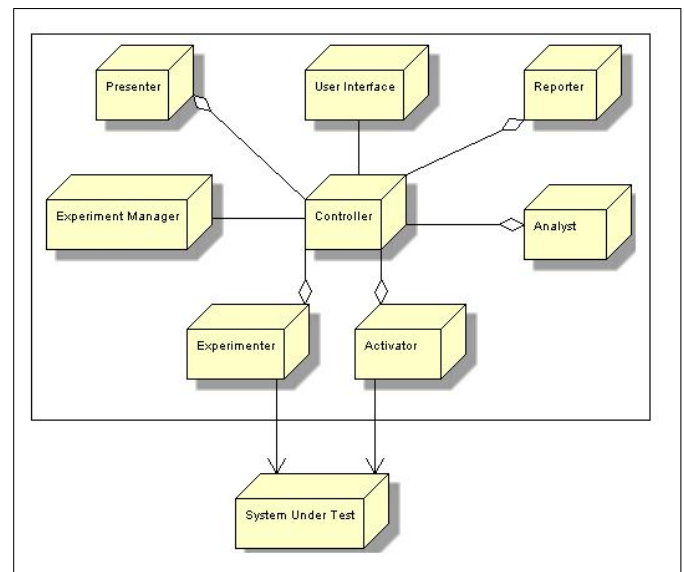 Presenter
User Interface
Reporter
Experiment Manager
Controller
Analyst
Experimenter
Activator
System Under Test